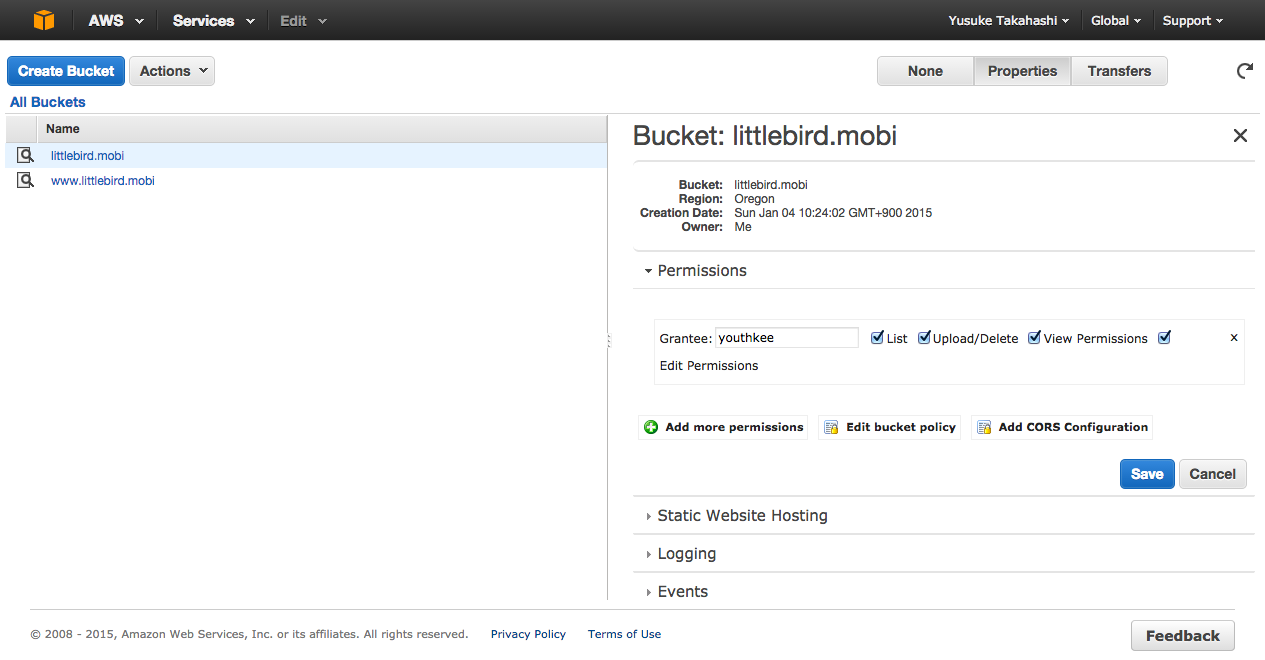 AWS Services Edit Yusuke Takahashi Global Support
Create Bucket Actions None Properties Transfers
All Buckets
Name
littlebird.mobi
www.littlebird.mobi
Bucket: littlebird.mobi
Bucket: littlebird.mobi
Region: Oregon
Creation Date: Sun Jan 04 10:24:02 GMT+900 2015
Owner: Me
Permissions
Grantee: youthkee List Upload/Delete View Permissions x
Edit Permissions
Add more permissions Edit bucket policy Add CORS Configuration
Save Cancel
Static Website Hosting
Logging
Events
© 2008 - 2015, Amazon Web Services, Inc. or its affiliates. All rights reserved. Privacy Policy Terms of Use
Feedback